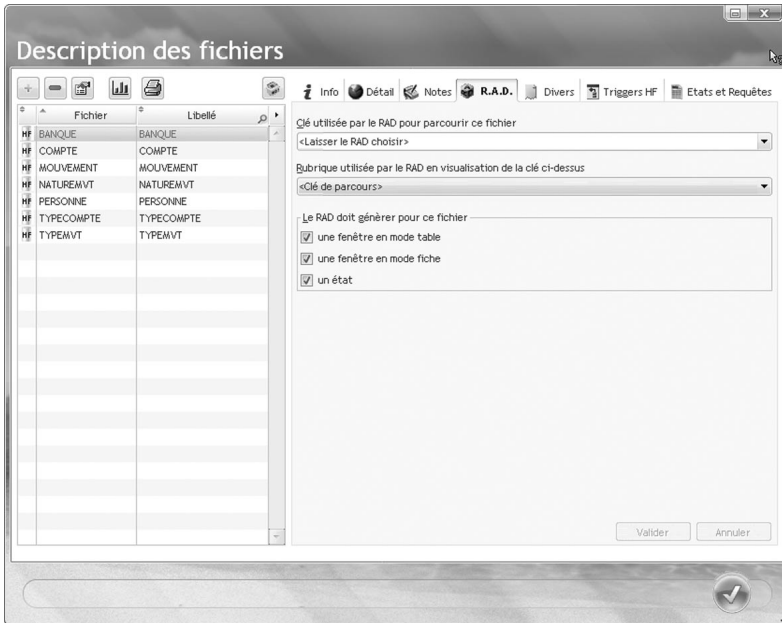 Description des fichiers
Info Détail Notes R.A.D. Divers Triggers HF Etats et Requêtes
Fichier Libellé
HF BANQUE BANQUE
HF COMPTE COMPTE
HF MOUVEMENT MOUVEMENT
HF NATUREMVT NATUREMVT
HF PERSONNE PERSONNE
HF TYPECOMPTE TYPECOMPTE
HF TYPEMVT TYPEMVT
Clé utilisée par le RAD pour parcourir ce fichier
<Laisser le RAD choisir>
Rubrique utilisée par le RAD en visualisation de la clé ci-dessus
<Clé de parcours>
Le RAD doit génèrer pour ce fichier
une fenêtre en mode table
une fenêtre en mode fiche
un état
Valider Annuler